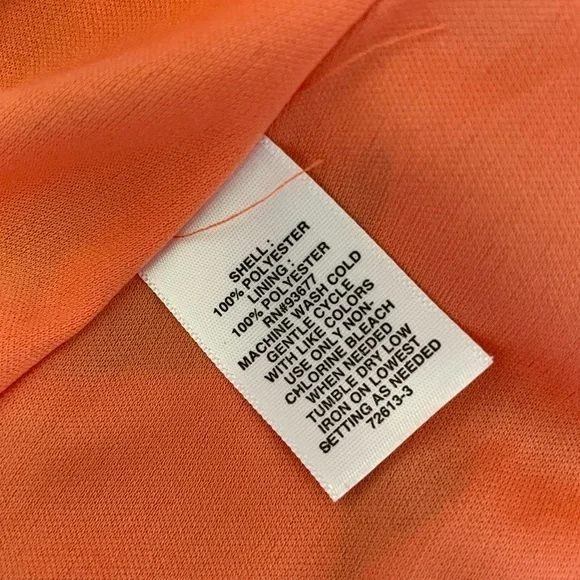 SHELL :
100% POLYESTER
LINING :
100% POLYESTER
RN#93677
MACHINE WASH COLD
GENTLE CYCLE
WITH LIKE COLORS
USE ONLY NON-
CHLORINE BLEACH
WHEN NEEDED
TUMBLE DRY LOW
IRON ON LOWEST
SETTING AS NEEDED
72613-3